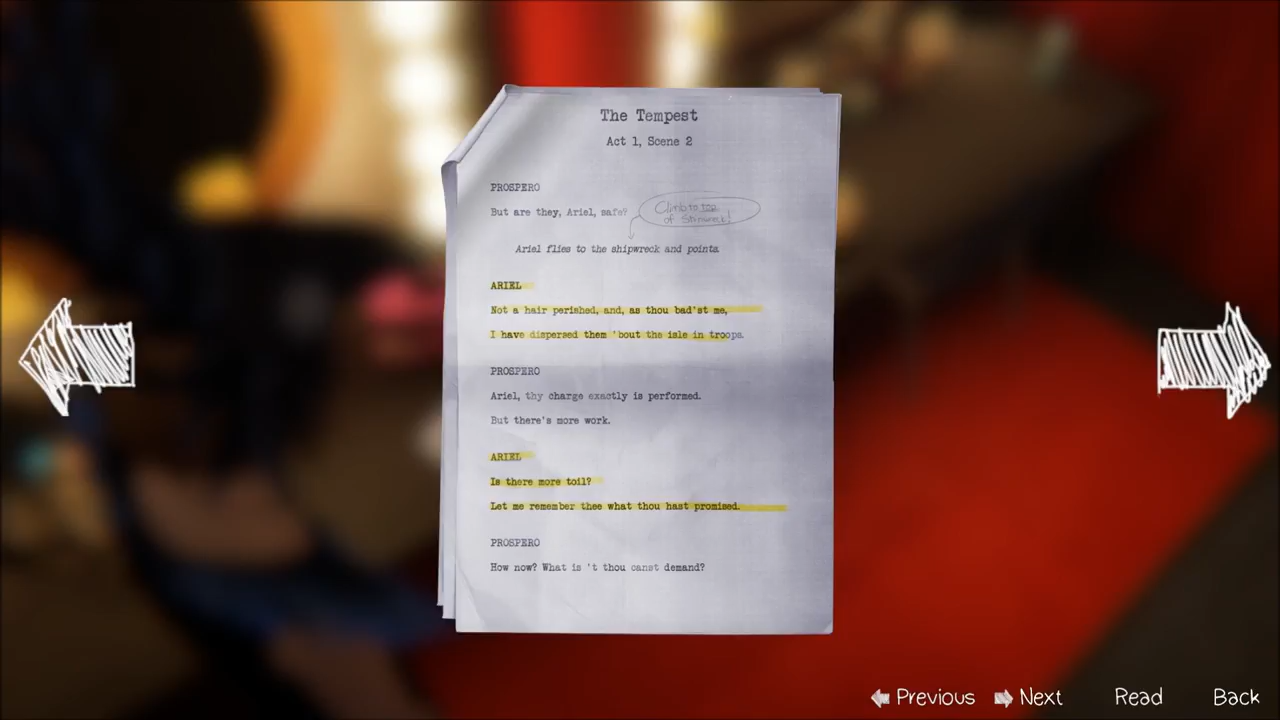 The Tempest
Act 1, Scene 2
PROSPERO
But are they, Ariel, safe?
Climb to top
of Shipwreck!
Ariel flies to the shipwreck and points.
ARIEL
Not a hair perished, and, as thou bad'st me,
I have dispersed them 'bout the isle in troops.
PROSPERO
Ariel, thy charge exactly is performed.
But there's more work.
ARIEL
Is there more toil?
Let me remember thee what thou hast promised.
PROSPERO
How now? What is 't thou canst demand?
Previous Next Read Back